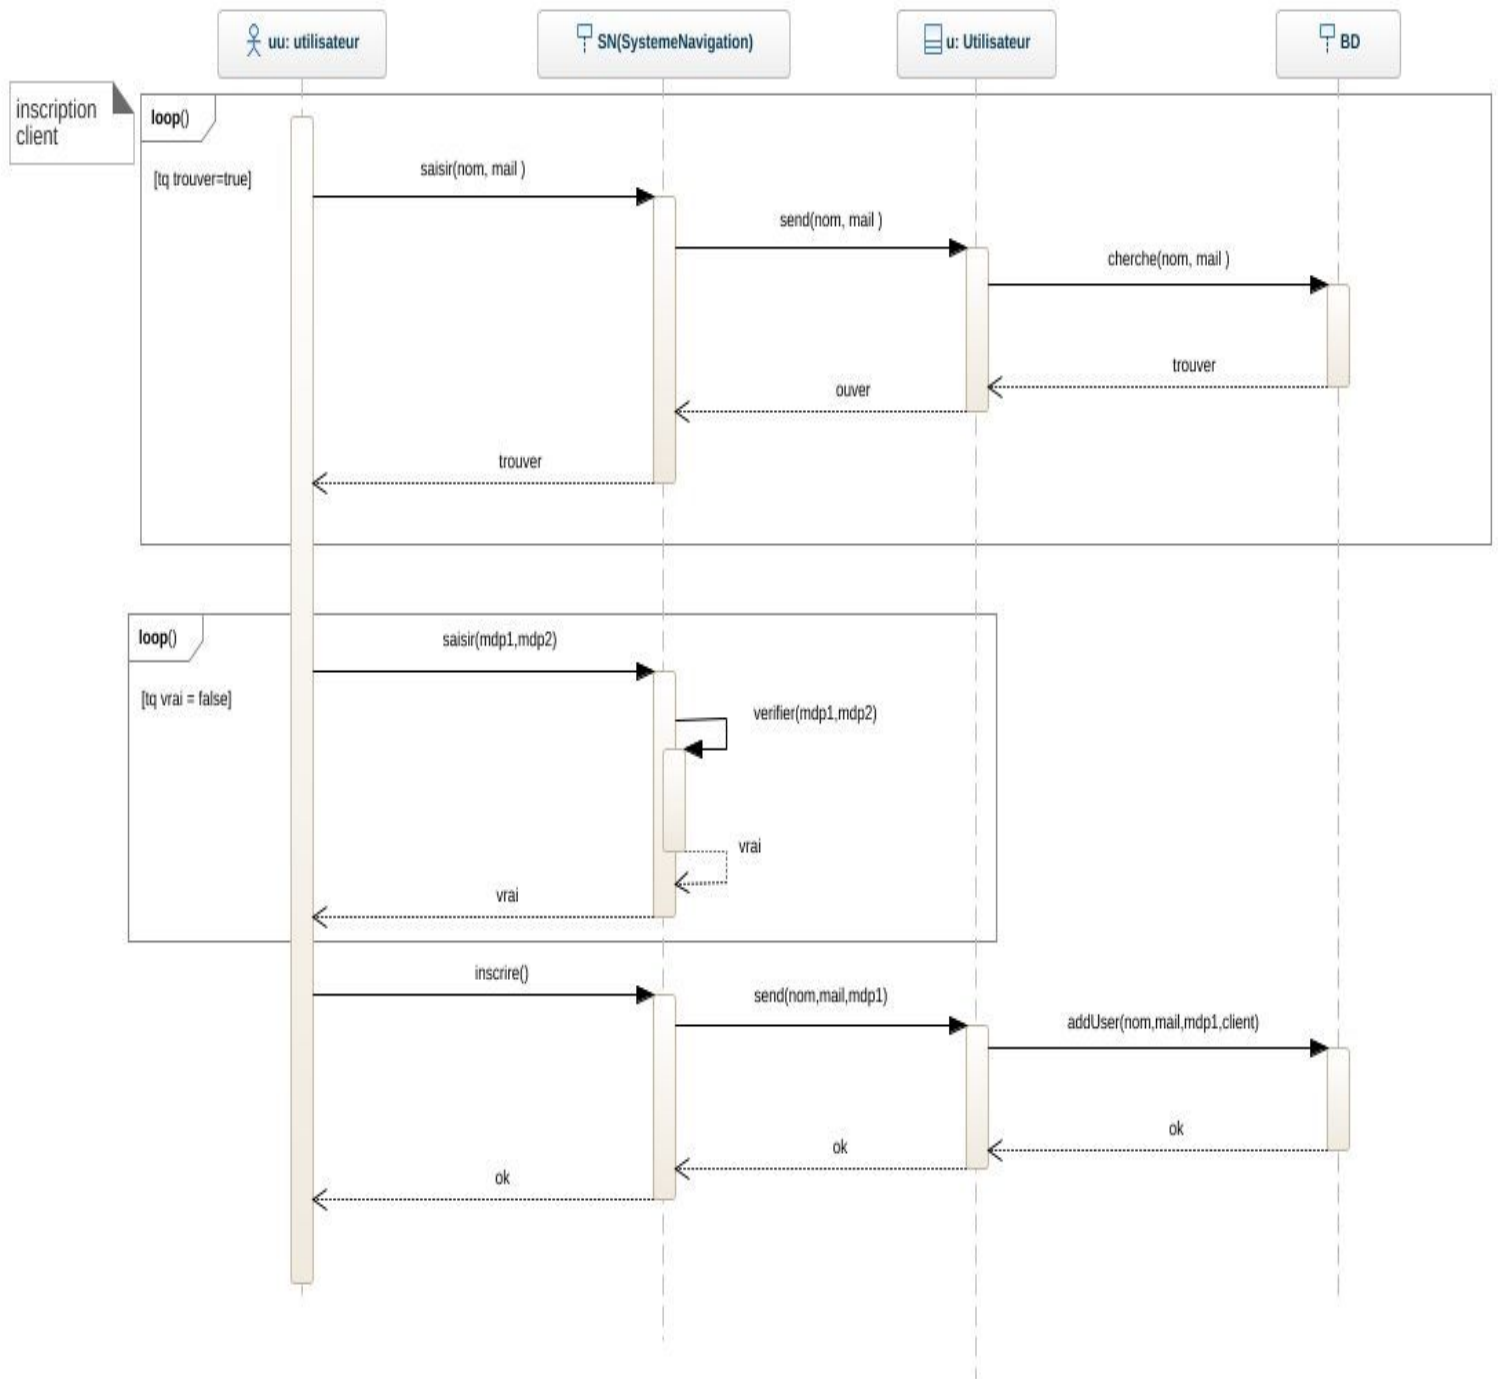 uu: utilisateur
SN(SystemeNavigation)
u: Utilisateur
BD
inscription
client
loop()
[tq trouver=true]
saisir(nom, mail )
send(nom, mail )
cherche(nom, mail )
trouver
ouver
trouver
loop()
[tq vrai = false]
saisir(mdp1,mdp2)
verifier(mdp1,mdp2)
vrai
vrai
inscrire()
send(nom,mail,mdp1)
addUser(nom,mail,mdp1,client)
ok
ok
ok